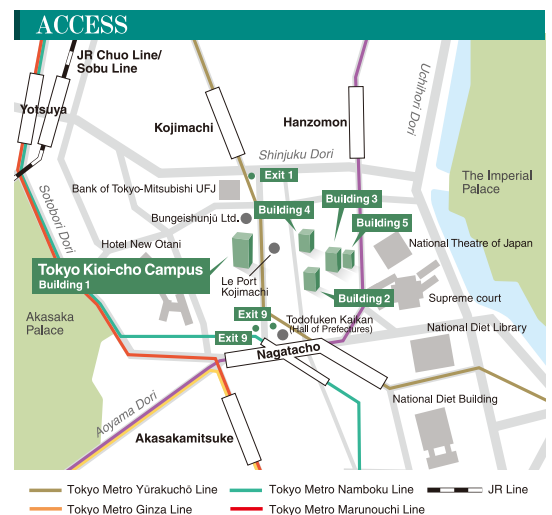 ACCESS
JR Chuo Line/
Sobu Line
Yotsuya
Kojimachi
Hanzomon
Uchibori Dori
Shinjuku Dori
The Imperial
Palace
Exit 1
Bank of Tokyo-Mitsubishi UFJ
Building 3
Sotobori Dori
Bungeishunjū Ltd.
Building 4
Building 5
Hotel New Otani
National Theatre of Japan
Tokyo Kioi-cho Campus
Building 1
Le Port
Kojimachi
Building 2
Supreme court
Akasaka
Palace
Exit 9
Todofuken Kaikan
(Hall of Prefectures)
Exit 9
National Diet Library
Nagatacho
Aoyama Dori
National Diet Building
Akasakamitsuke
Tokyo Metro Yūrakuchō Line
Tokyo Metro Namboku Line
JR Line
Tokyo Metro Ginza Line
Tokyo Metro Marunouchi Line